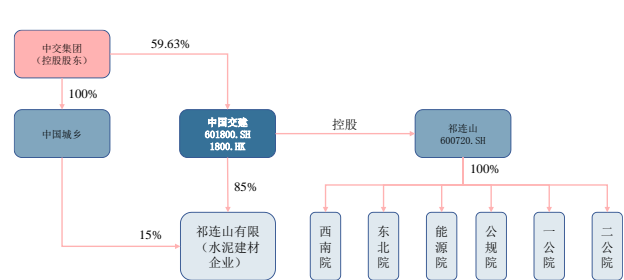 中交集团
（控股股东）
59.63%
100%
中国城乡
中国交建
601800.SH
1800.HK
控股
祁连山
600720.SH
100%
85%
15%
祁连山有限
（水泥建材
企业）
西南院
东北院
能源院
公规院
一公院
二公院